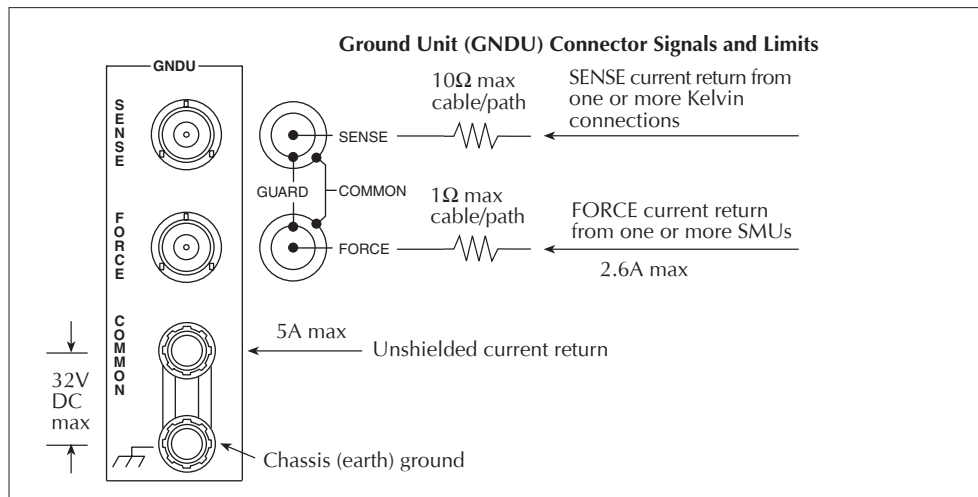 Ground Unit (GNDU) Connector Signals and Limits
GNDU
SENSE
FORCE
COMMON
10Ω max
cable/path
SENSE current return from
one or more Kelvin
connections
SENSE
GUARD
COMMON
1Ω max
cable/path
FORCE current return
from one or more SMUs
FORCE
2.6A max
5A max
Unshielded current return
32V
DC
max
Chassis (earth) ground